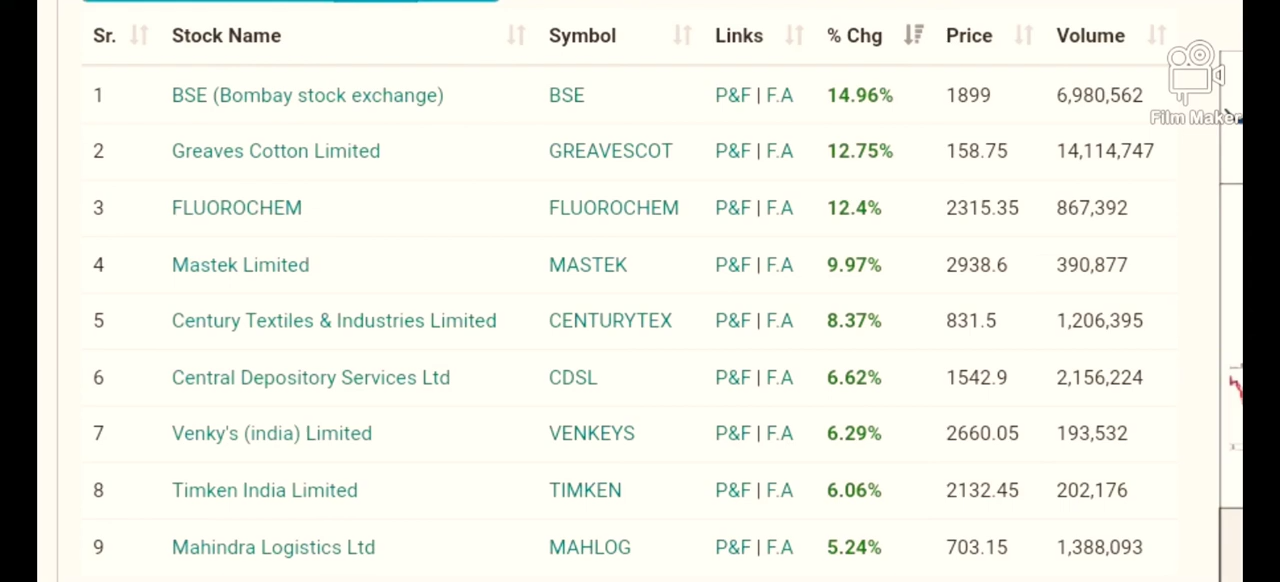 Sr. Stock Name Symbol Links % Chg Price Volume
1 BSE (Bombay stock exchange) BSE P&F | F.A 14.96% 1899 6,980,562
Film Maker
2 Greaves Cotton Limited GREAVESCOT P&F | F.A 12.75% 158.75 14,114,747
3 FLUOROCHEM FLUOROCHEM P&F | F.A 12.4% 2315.35 867,392
4 Mastek Limited MASTEK P&F | F.A 9.97% 2938.6 390,877
5 Century Textiles & Industries Limited CENTURYTEX P&F | F.A 8.37% 831.5 1,206,395
6 Central Depository Services Ltd CDSL P&F | F.A 6.62% 1542.9 2,156,224
7 Venky's (india) Limited VENKEYS P&F | F.A 6.29% 2660.05 193,532
8 Timken India Limited TIMKEN P&F | F.A 6.06% 2132.45 202,176
9 Mahindra Logistics Ltd MAHLOG P&F | F.A 5.24% 703.15 1,388,093